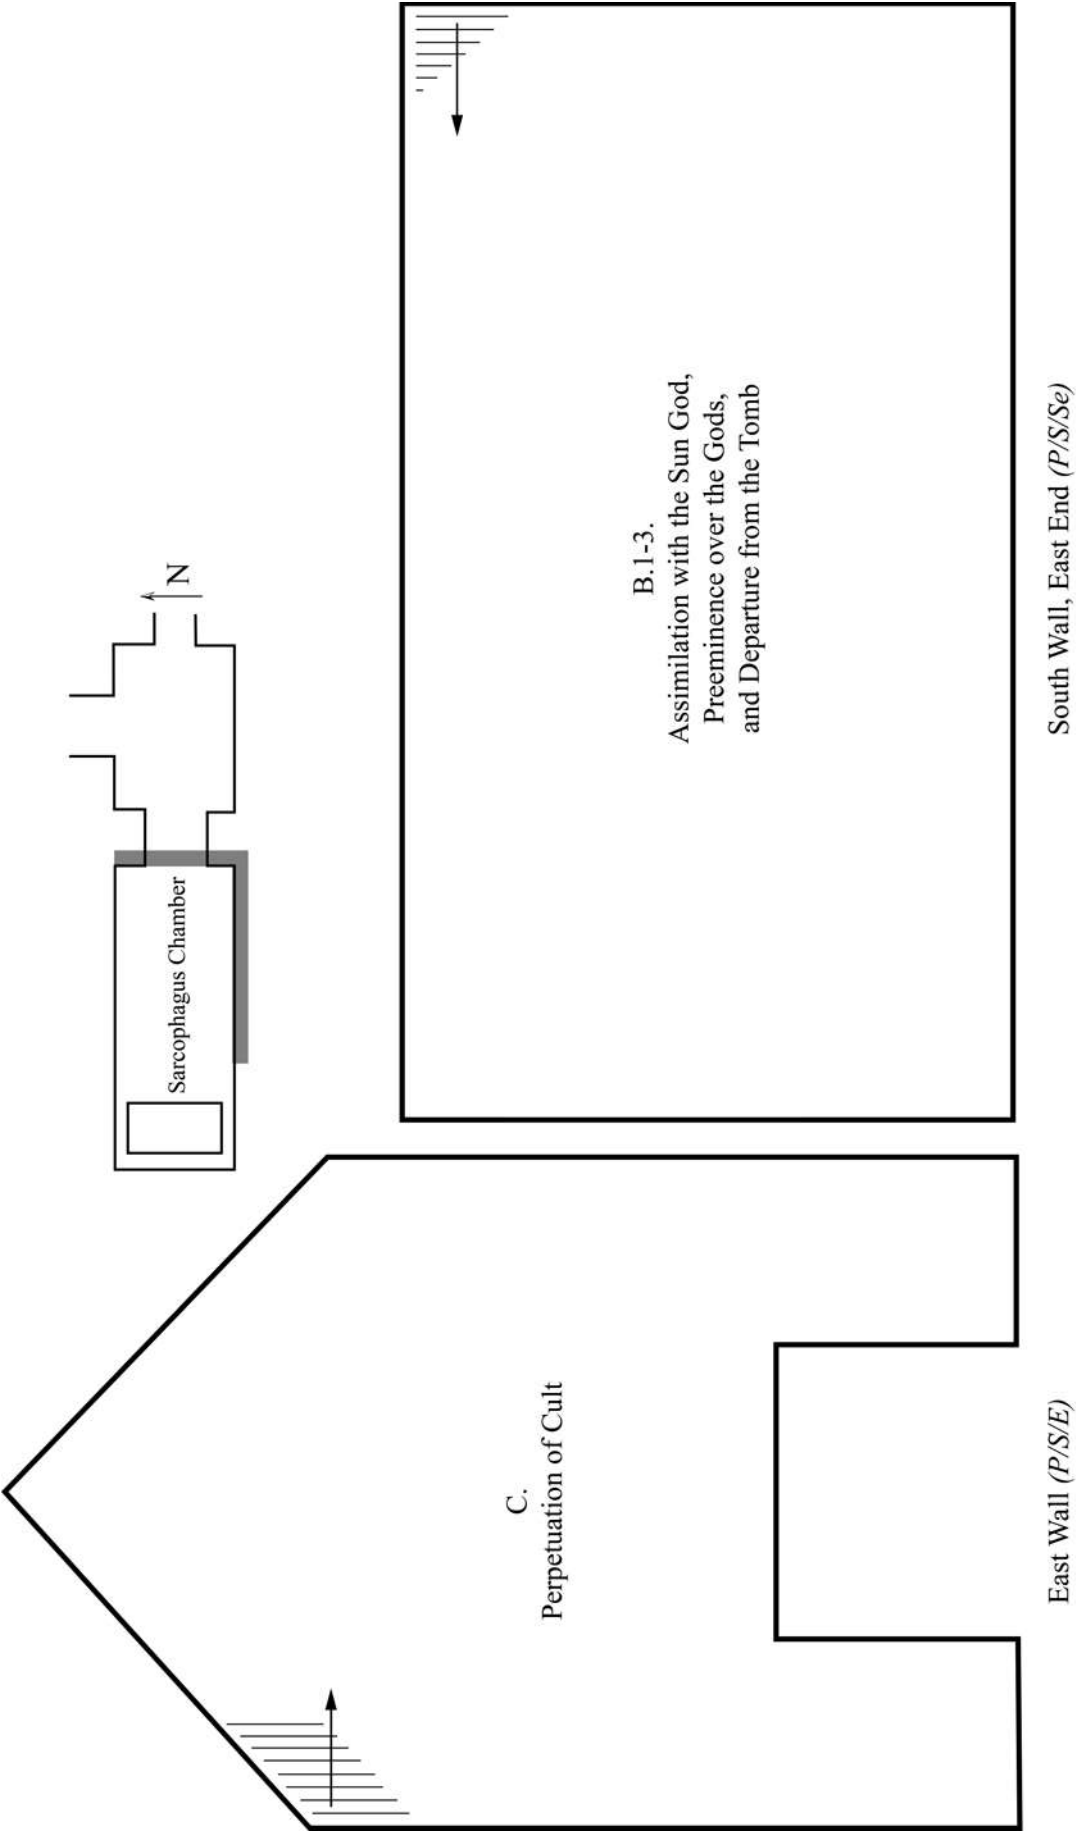 N
Sarcophagus Chamber
C.
Perpetuation of Cult
B.1-3.
Assimilation with the Sun God,
Preeminence over the Gods,
and Departure from the Tomb
East Wall (P/S/E)
South Wall, East End (P/S/Se)